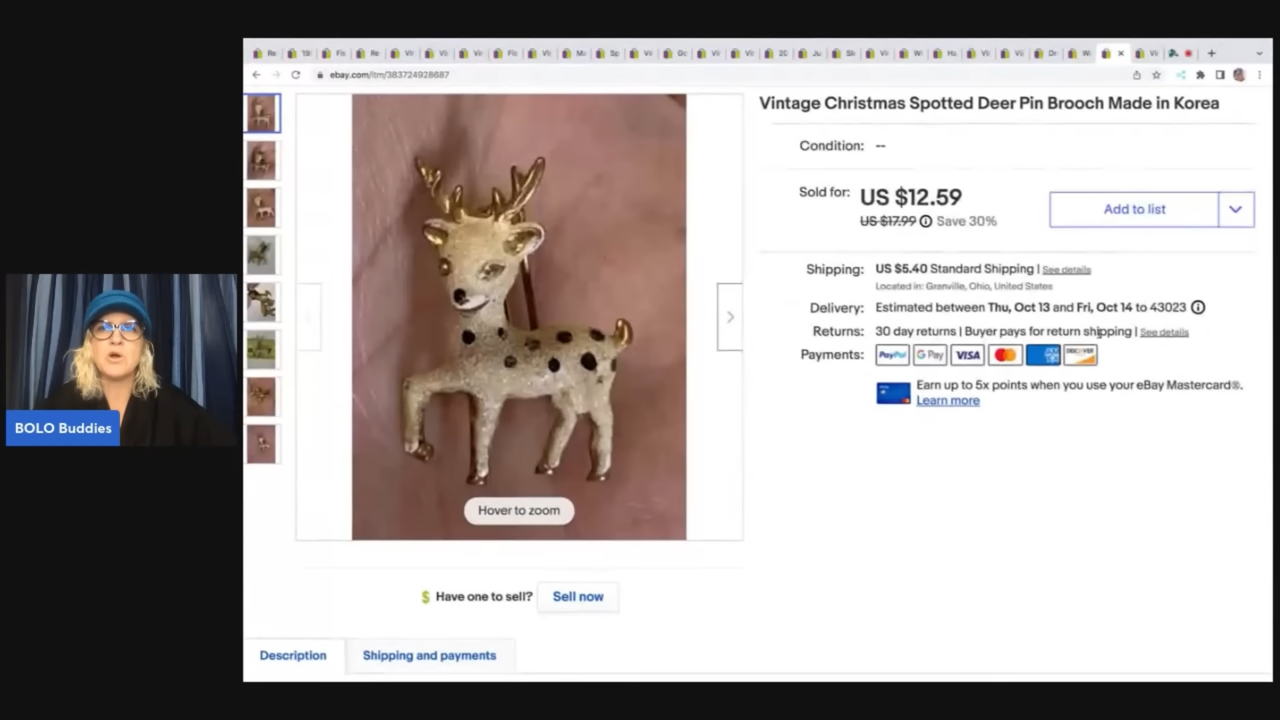 ebay.com/itm/383724928687
Vintage Christmas Spotted Deer Pin Brooch Made in Korea
Condition: --
Sold for: US $12.59
US $17.99 Save 30%
Add to list
Shipping: US $5.40 Standard Shipping | See details
Located in: Granville, Ohio, United States
Delivery: Estimated between Thu, Oct 13 and Fri, Oct 14 to 43023
Returns: 30 day returns | Buyer pays for return shipping | See details
Payments: PayPal G Pay VISA DISCOVER
Earn up to 5x points when you use your eBay Mastercard®.
Learn more
Hover to zoom
BOLO Buddies
$ Have one to sell? Sell now
Description Shipping and payments